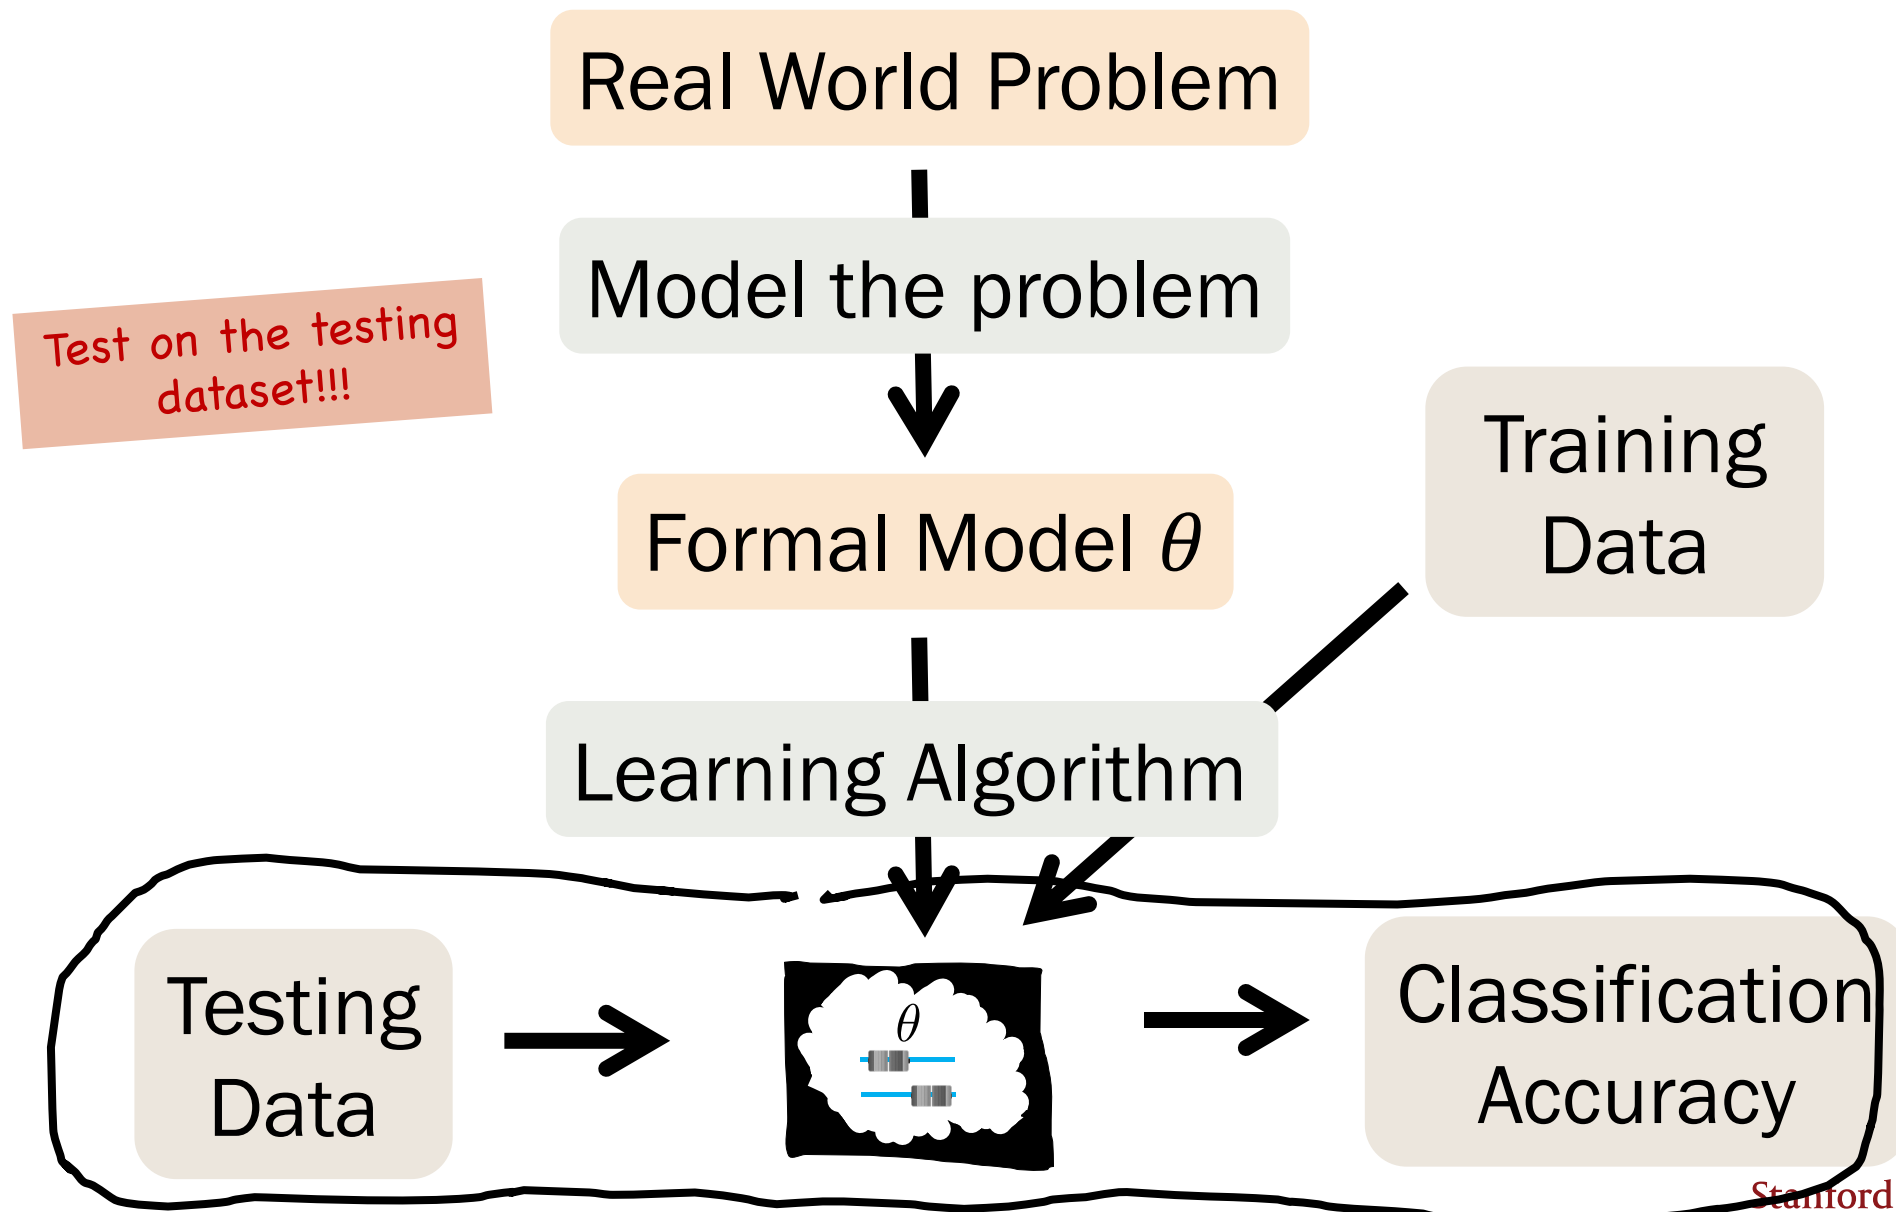 Real World Problem
Model the problem
Test on the testing
dataset!!!
Training
Data
Formal Model θ
Learning Algorithm
Testing
Data
θ
Classification
Accuracy
Stanford